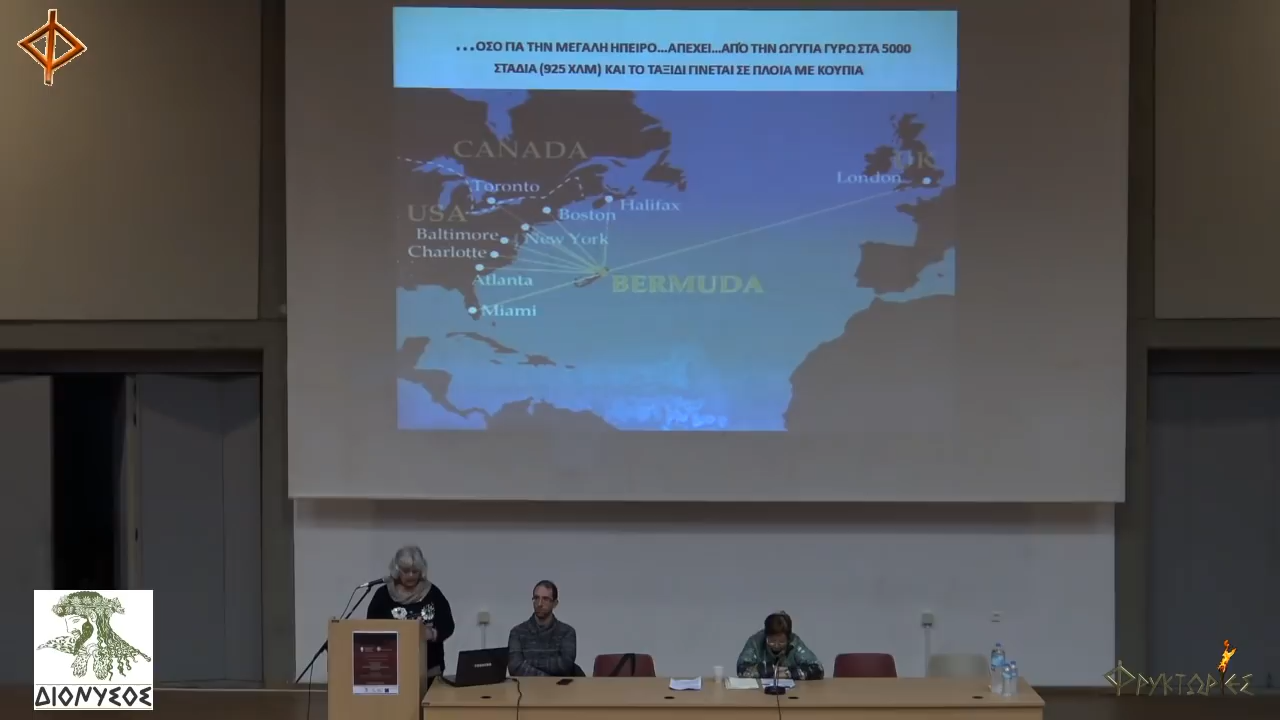 ...ΟΣΟ ΓΙΑ ΤΗΝ ΜΕΓΑΛΗ ΗΠΕΙΡΟ...ΑΠΕΧΕΙ...ΑΠΌ ΤΗΝ ΩΓΥΓΙΑ ΓΥΡΩ ΣΤΑ 5000
ΣΤΑΔΙΑ (925 ΧΛΜ) ΚΑΙ ΤΟ ΤΑΞΙΔΙ ΓΙΝΕΤΑΙ ΣΕ ΠΛΟΙΑ ΜΕ ΚΟΥΠΙΑ
CANADA
UK
London
Toronto
Halifax
USA
Boston
Baltimore
New York
Charlotte
Atlanta
BERMUDA
Miami
TOSHIBA
ΔΙΟΝΥΣΟΣ
ΦΡΥΚΤΩΡΙΕΣ